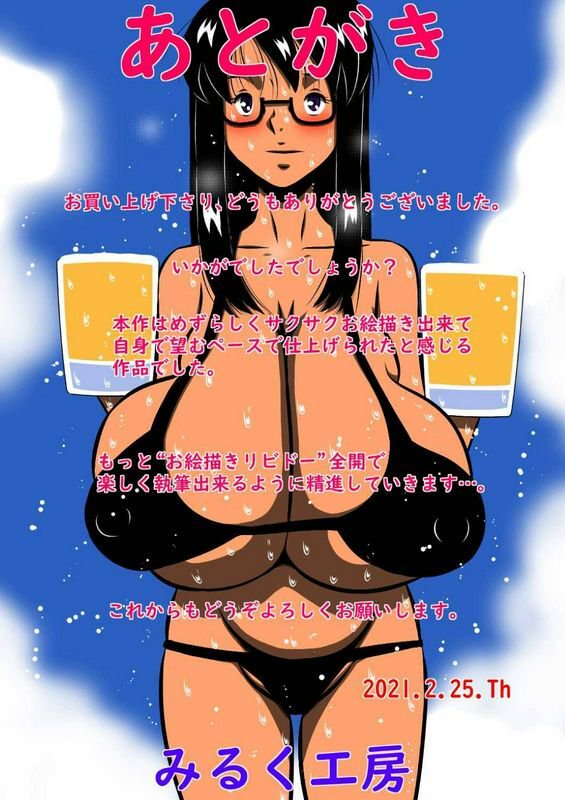 あとがき
お買い上げ下さり、どうもありがとうございました。
いかがでしたでしょうか？
本作はめずらしくサクサクお絵描き出来て
自身で望むペースで仕上げられたと感じる
作品でした。
もっと“お絵描きリビドー”全開で
楽しく執筆出来るように精進していきます…。
これからもどうぞよろしくお願いします。
2021.2.25.Th
みるく工房